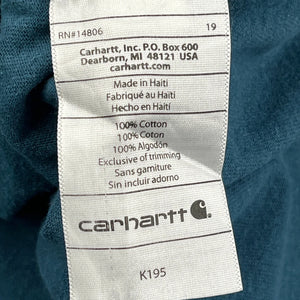 RN#14806 19
Carhartt, Inc. P.O. Box 600
Dearborn, MI 48121 USA
carhartt.com
Made in Haiti
Fabriqué au Haïti
Hecho en Haiti
100% Cotton
100% Coton
100% Algodón
Exclusive of trimming
Sans garniture
Sin incluir adorno
carhartt
K195